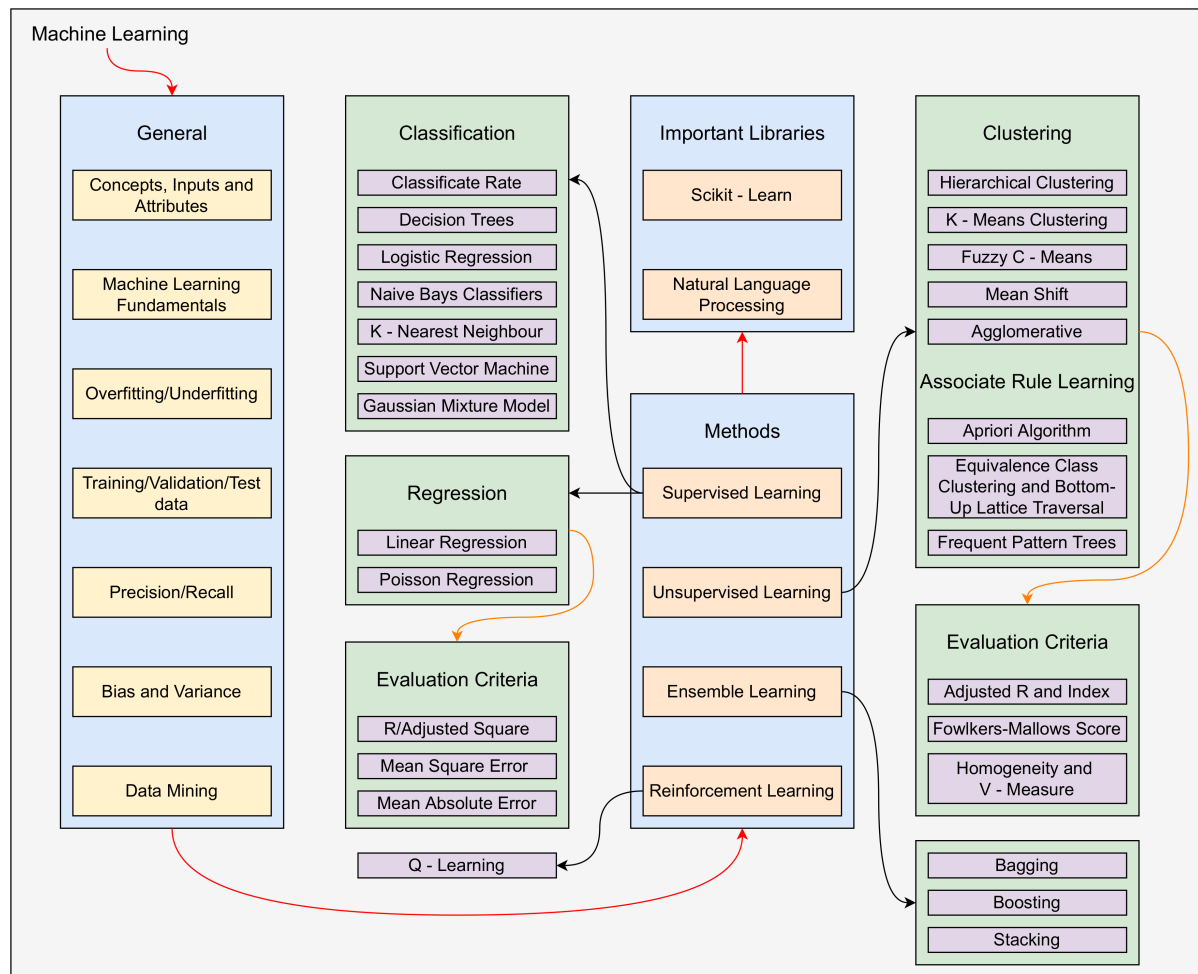 Machine Learning
General
Concepts, Inputs and
Attributes
Machine Learning
Fundamentals
Overfitting/Underfitting
Training/Validation/Test
data
Precision/Recall
Bias and Variance
Data Mining
Classification
Classificate Rate
Decision Trees
Logistic Regression
Naive Bays Classifiers
K - Nearest Neighbour
Support Vector Machine
Gaussian Mixture Model
Regression
Linear Regression
Poisson Regression
Evaluation Criteria
R/Adjusted Square
Mean Square Error
Mean Absolute Error
Q - Learning
Important Libraries
Scikit - Learn
Natural Language
Processing
Methods
Supervised Learning
Unsupervised Learning
Ensemble Learning
Reinforcement Learning
Clustering
Hierarchical Clustering
K - Means Clustering
Fuzzy C - Means
Mean Shift
Agglomerative
Associate Rule Learning
Apriori Algorithm
Equivalence Class
Clustering and Bottom-
Up Lattice Traversal
Frequent Pattern Trees
Evaluation Criteria
Adjusted R and Index
Fowlkers-Mallows Score
Homogeneity and
V - Measure
Bagging
Boosting
Stacking